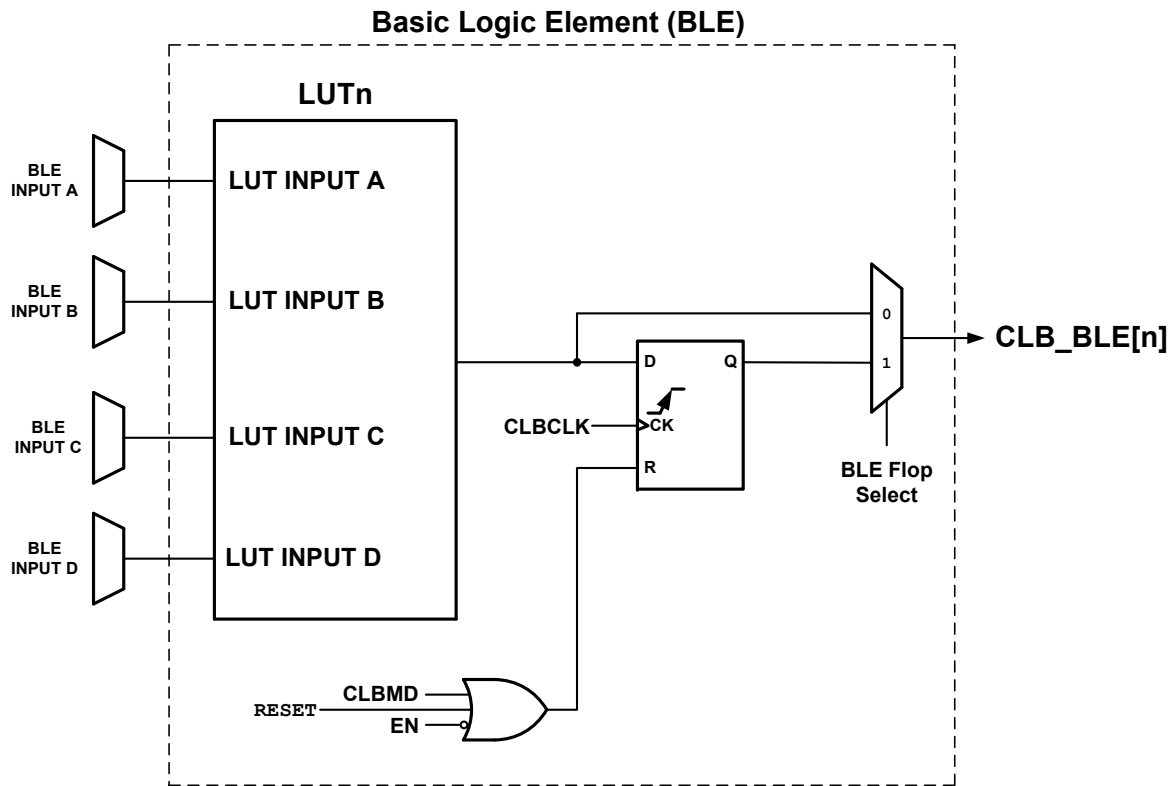 Basic Logic Element (BLE)
LUTn
BLE
INPUT A
LUT INPUT A
BLE
INPUT B
LUT INPUT B
0
CLB_BLE[n]
D
Q
1
BLE
INPUT C
LUT INPUT C
CLBCLK
CK
R
BLE Flop
Select
BLE
INPUT D
LUT INPUT D
CLBMD
RESET
EN